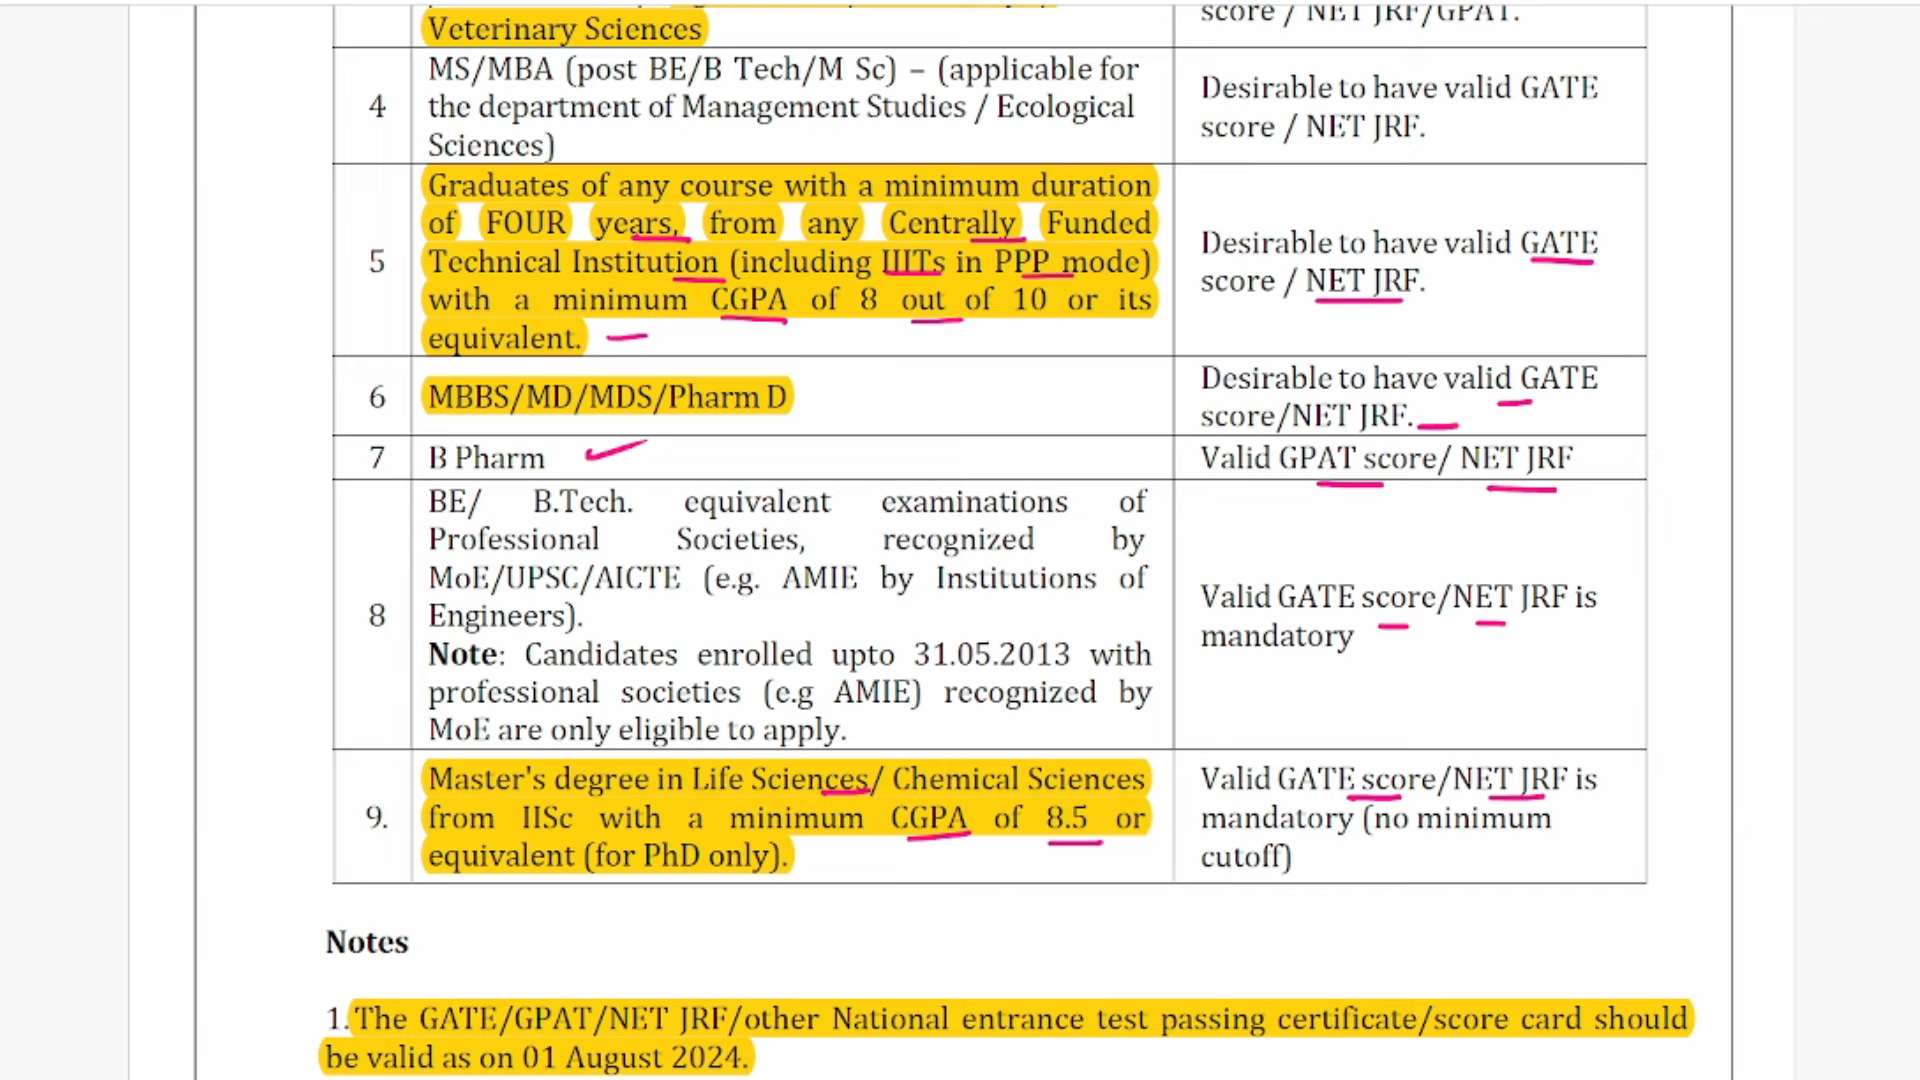 Veterinary Sciences
score / NET JRF/GPAT.
4
MS/MBA (post BE/B Tech/M Sc) – (applicable for
the department of Management Studies / Ecological
Sciences)
Desirable to have valid GATE
score / NET JRF.
5
Graduates of any course with a minimum duration
of FOUR years, from any Centrally Funded
Technical Institution (including IIITs in PPP mode)
with a minimum CGPA of 8 out of 10 or its
equivalent.
Desirable to have valid GATE
score / NET JRF.
6
MBBS/MD/MDS/Pharm D
Desirable to have valid GATE
score/NET JRF.
7
B Pharm
Valid GPAT score/ NET JRF
8
BE/ B.Tech. equivalent examinations of
Professional Societies, recognized by
MoE/UPSC/AICTE (e.g. AMIE by Institutions of
Engineers).
Note: Candidates enrolled upto 31.05.2013 with
professional societies (e.g AMIE) recognized by
MoE are only eligible to apply.
Valid GATE score/NET JRF is
mandatory
9.
Master's degree in Life Sciences/ Chemical Sciences
from IISc with a minimum CGPA of 8.5 or
equivalent (for PhD only).
Valid GATE score/NET JRF is
mandatory (no minimum
cutoff)
Notes
1. The GATE/GPAT/NET JRF/other National entrance test passing certificate/score card should
be valid as on 01 August 2024.